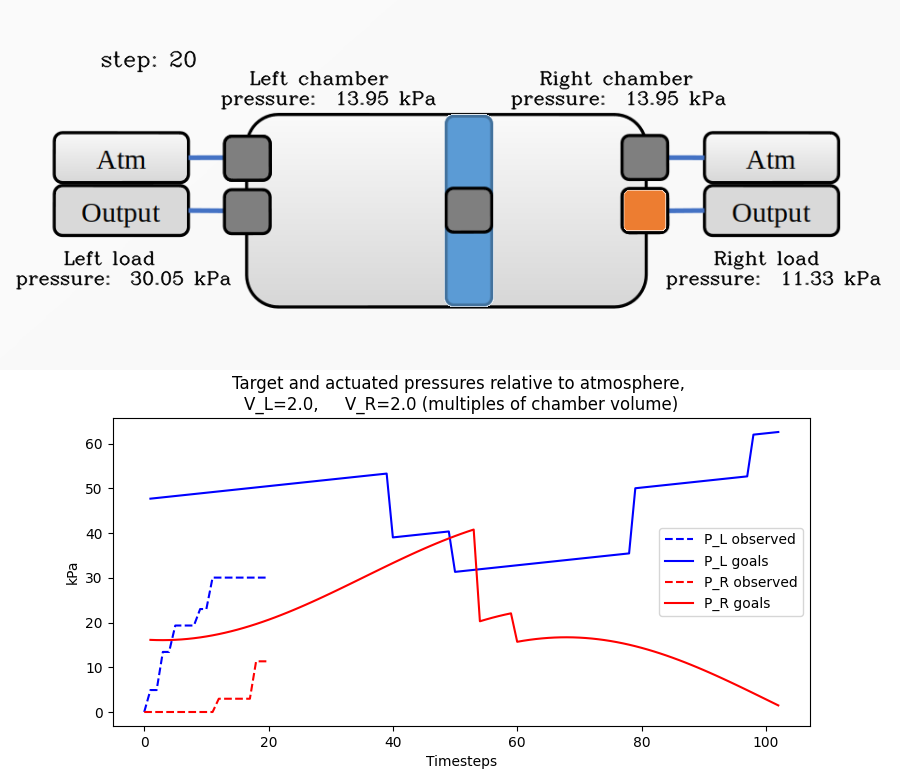 step: 20
Left chamber
pressure: 13.95 kPa
Right chamber
pressure: 13.95 kPa
Atm
Output
Atm
Output
Left load
pressure: 30.05 kPa
Right load
pressure: 11.33 kPa
Target and actuated pressures relative to atmosphere,
V_L=2.0, V_R=2.0 (multiples of chamber volume)
kPa
60
50
40
30
20
10
0
P_L observed
P_L goals
P_R observed
P_R goals
0 20 40 60 80 100
Timesteps